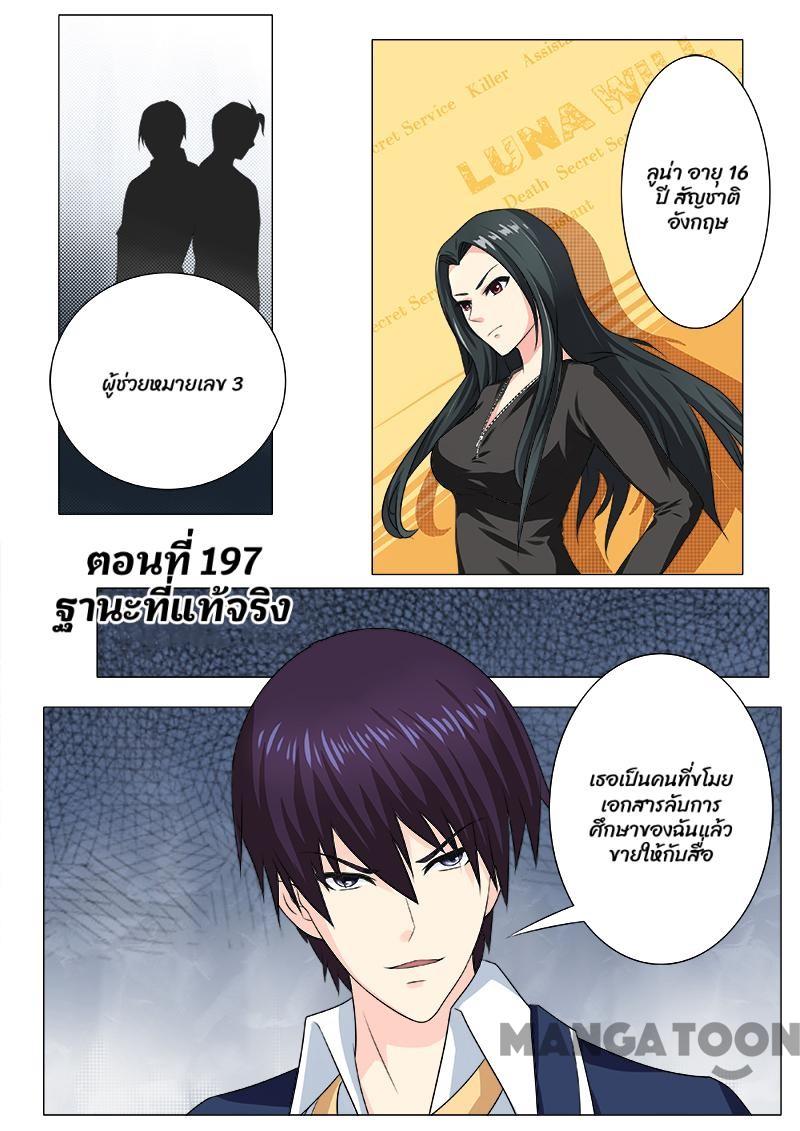 ผู้ช่วยหมายเลข 3
Killer Assistant
Secret Service
LUNA WILL
Death Secret Ser
istant
Secret Serv
ลูน่า อายุ 16
ปี สัญชาติ
อังกฤษ
ตอนที่ 197
ฐานะที่แท้จริง
เธอเป็นคนที่ขโมย
เอกสารลับการ
ศึกษาของฉันแล้ว
ขายให้กับสื่อ
MANGATOON